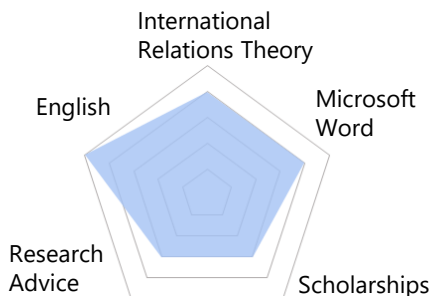 International
Relations Theory
English
Microsoft
Word
Research
Advice
Scholarships